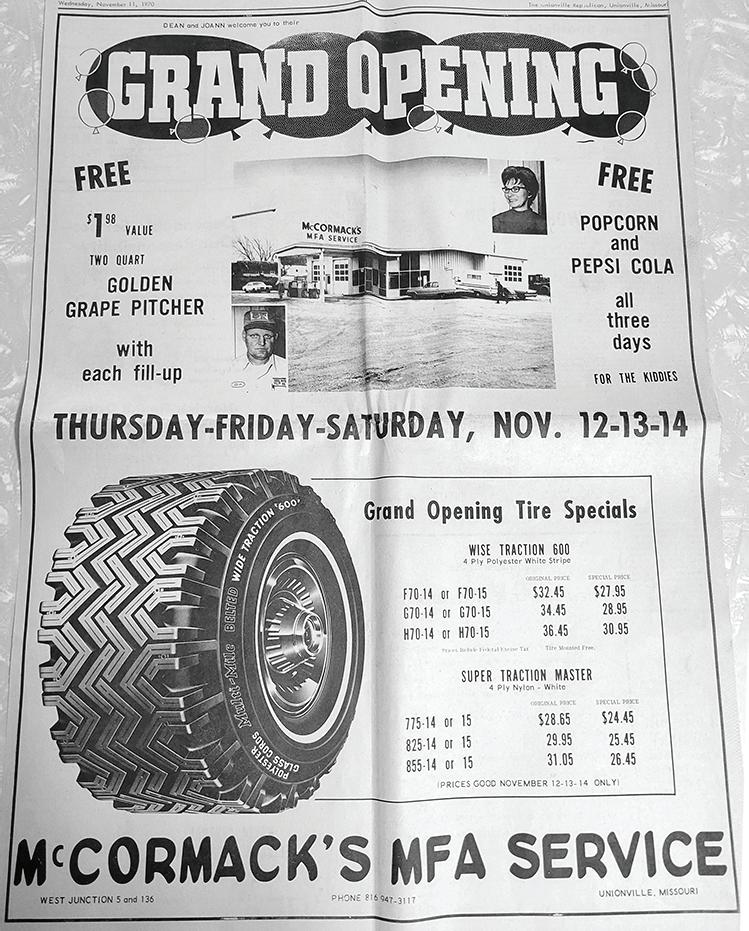 Wednesday, November 11, 1970
The Unionville Republican, Unionville, Missouri
DEAN and JOANN welcome you to their
GRAND OPENING
FREE
$1.98 VALUE
TWO QUART
GOLDEN
GRAPE PITCHER
with
each fill-up
McCORMACK'S
MFA SERVICE
FREE
POPCORN
and
PEPSI COLA
all
three
days
FOR THE KIDDIES
THURSDAY-FRIDAY-SATURDAY, NOV. 12-13-14
Multi-Mile BELTED WIDE TRACTION '600'
POLYESTER
GLASS CORDS
Grand Opening Tire Specials
WISE TRACTION 600
4 Ply Polyester White Stripe
ORIGINAL PRICE SPECIAL PRICE
F70-14 or F70-15 $32.45 $27.95
G70-14 or G70-15 34.45 28.95
H70-14 or H70-15 36.45 30.95
Prices Include Federal Excise Tax Tire Mounted Free.
SUPER TRACTION MASTER
4 Ply Nylon - White
ORIGINAL PRICE SPECIAL PRICE
775-14 or 15 $28.65 $24.45
825-14 or 15 29.95 25.45
855-14 or 15 31.05 26.45
(PRICES GOOD NOVEMBER 12-13-14 ONLY)
McCORMACK'S MFA SERVICE
WEST JUNCTION 5 and 136
PHONE 816 947-3117
UNIONVILLE, MISSOURI